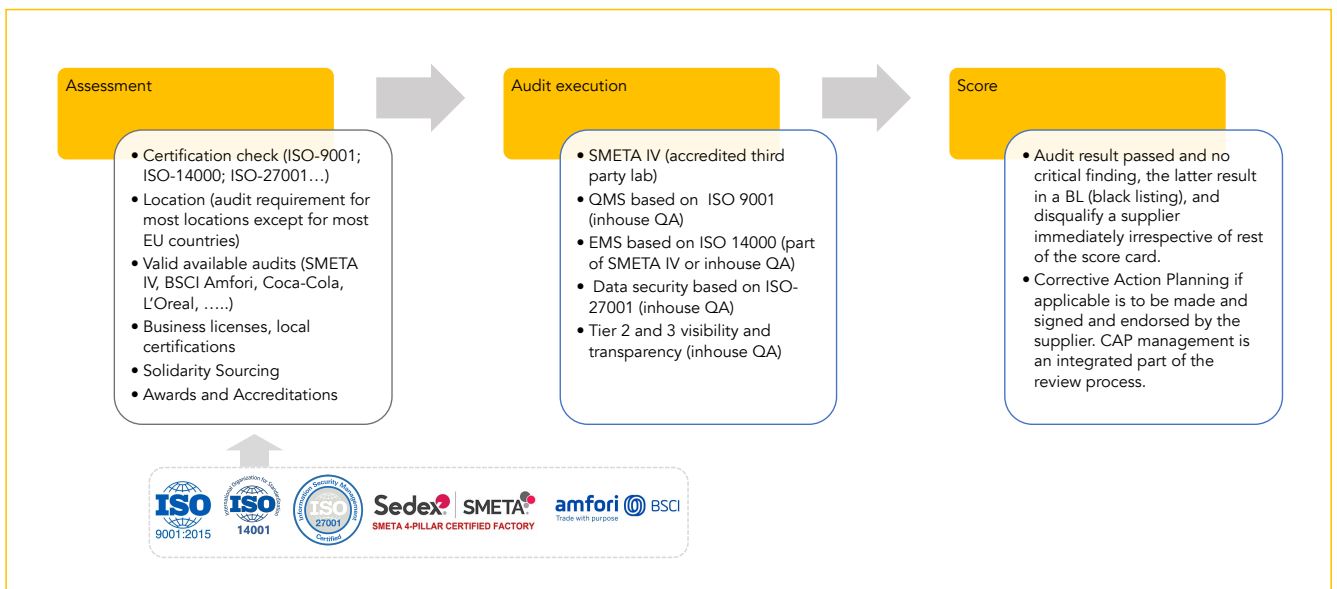 Assessment
• Certification check (ISO-9001;
ISO-14000; ISO-27001…)
• Location (audit requirement for
most locations except for most
EU countries)
• Valid available audits (SMETA
IV, BSCI Amfori, Coca-Cola,
L'Oreal, …..)
• Business licenses, local
certifications
• Solidarity Sourcing
• Awards and Accreditations
Audit execution
• SMETA IV (accredited third
party lab)
• QMS based on ISO 9001
(inhouse QA)
• EMS based on ISO 14000 (part
of SMETA IV or inhouse QA)
• Data security based on ISO-
27001 (inhouse QA)
• Tier 2 and 3 visibility and
transparency (inhouse QA)
Score
• Audit result passed and no
critical finding, the latter result
in a BL (black listing), and
disqualify a supplier
immediately irrespective of rest
of the score card.
• Corrective Action Planning if
applicable is to be made and
signed and endorsed by the
supplier. CAP management is
an integrated part of the
review process.
ISO
9001:2015
International Organization for Standardization
ISO
14001
Information Security Management
ISO
27001
Certified
Sedex SMETA
SMETA 4-PILLAR CERTIFIED FACTORY
amfori BSCI
Trade with purpose